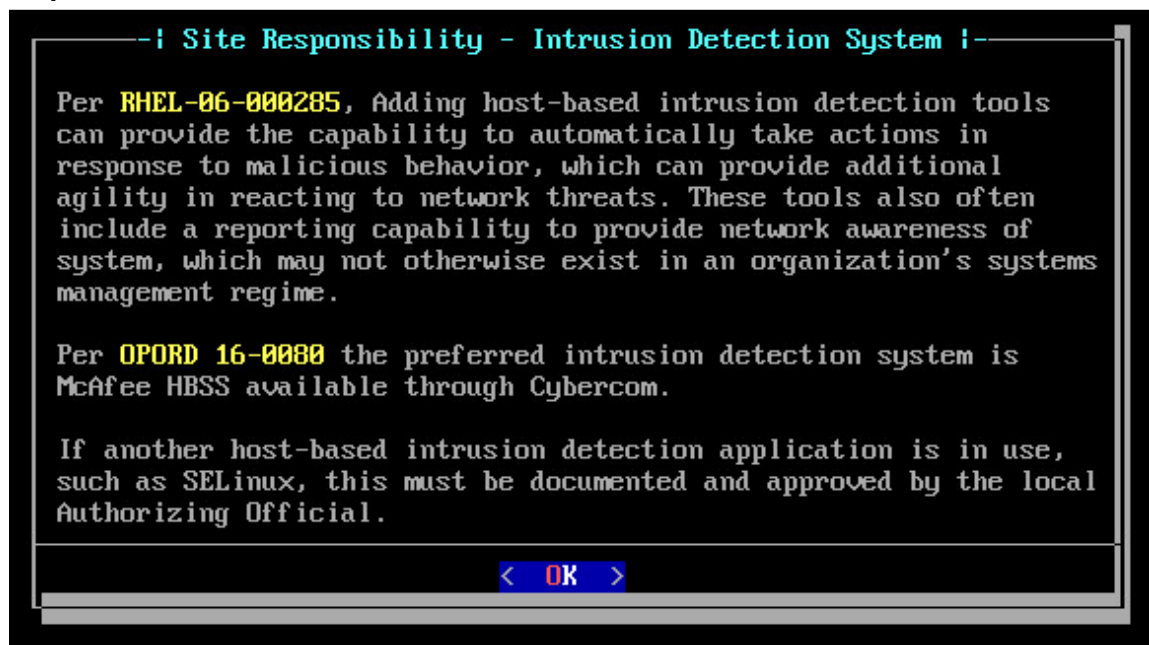 -| Site Responsibility - Intrusion Detection System |-
Per RHEL-06-000285, Adding host-based intrusion detection tools
can provide the capability to automatically take actions in
response to malicious behavior, which can provide additional
agility in reacting to network threats. These tools also often
include a reporting capability to provide network awareness of
system, which may not otherwise exist in an organization's systems
management regime.
Per OPORD 16-0080 the preferred intrusion detection system is
McAfee HBSS available through Cybercom.
If another host-based intrusion detection application is in use,
such as SELinux, this must be documented and approved by the local
Authorizing Official.
< OK >